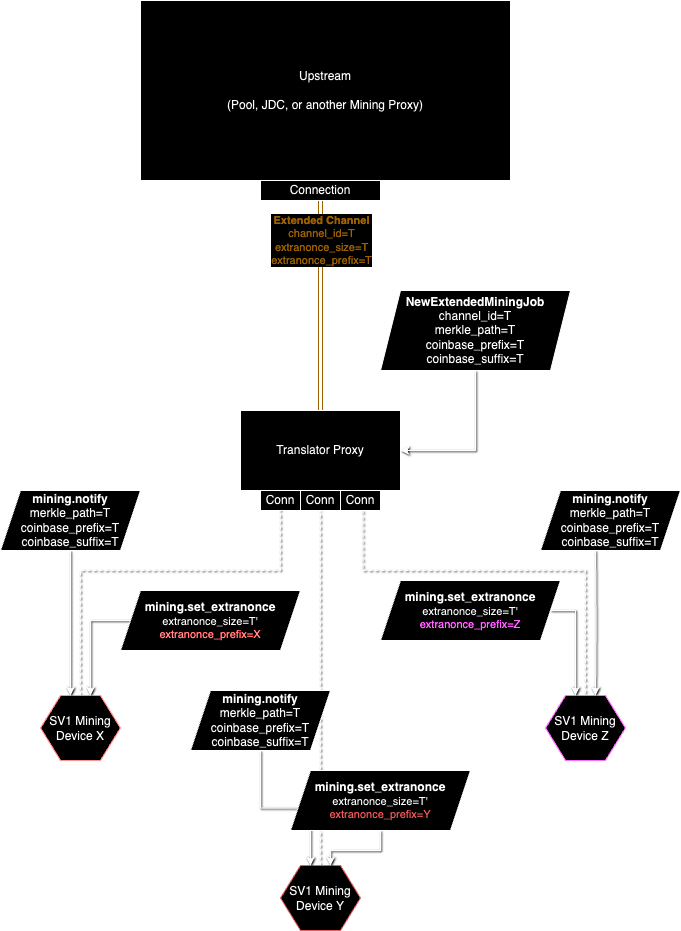 Upstream
(Pool, JDC, or another Mining Proxy)
Connection
Extended Channel
channel_id=T
extranonce_size=T
extranonce_prefix=T
NewExtendedMiningJob
channel_id=T
merkle_path=T
coinbase_prefix=T
coinbase_suffix=T
Translator Proxy
Conn
Conn
Conn
mining.notify
merkle_path=T
coinbase_prefix=T
coinbase_suffix=T
mining.notify
merkle_path=T
coinbase_prefix=T
coinbase_suffix=T
mining.set_extranonce
extranonce_size=T'
extranonce_prefix=X
mining.set_extranonce
extranonce_size=T'
extranonce_prefix=Z
SV1 Mining
Device X
mining.notify
merkle_path=T
coinbase_prefix=T
coinbase_suffix=T
SV1 Mining
Device Z
mining.set_extranonce
extranonce_size=T'
extranonce_prefix=Y
SV1 Mining
Device Y